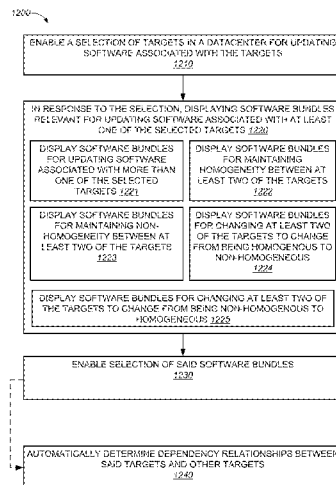 1200
ENABLE A SELECTION OF TARGETS IN A DATACENTER FOR UPDATING
SOFTWARE ASSOCIATED WITH THE TARGETS
1210
IN RESPONSE TO THE SELECTION, DISPLAYING SOFTWARE BUNDLES
RELEVANT FOR UPDATING SOFTWARE ASSOCIATED WITH AT LEAST
ONE OF THE SELECTED TARGETS 1220
DISPLAY SOFTWARE BUNDLES
FOR UPDATING SOFTWARE
ASSOCIATED WITH MORE THAN
ONE OF THE SELECTED
TARGETS 1221
DISPLAY SOFTWARE BUNDLES
FOR MAINTAINING
HOMOGENEITY BETWEEN AT
LEAST TWO OF THE TARGETS
1222
DISPLAY SOFTWARE BUNDLES
FOR MAINTAINING NON-
HOMOGENEITY BETWEEN AT
LEAST TWO OF THE TARGETS
1223
DISPLAY SOFTWARE BUNDLES
FOR CHANGING AT LEAST TWO
OF THE TARGETS TO CHANGE
FROM BEING HOMOGENOUS TO
NON-HOMOGENEOUS
1224
DISPLAY SOFTWARE BUNDLES FOR CHANGING AT LEAST TWO OF
THE TARGETS TO CHANGE FROM BEING NON-HOMOGENOUS TO
HOMOGENEOUS 1225
ENABLE SELECTION OF SAID SOFTWARE BUNDLES
1230
AUTOMATICALLY DETERMINE DEPENDENCY RELATIONSHIPS BETWEEN
SAID TARGETS AND OTHER TARGETS
1240